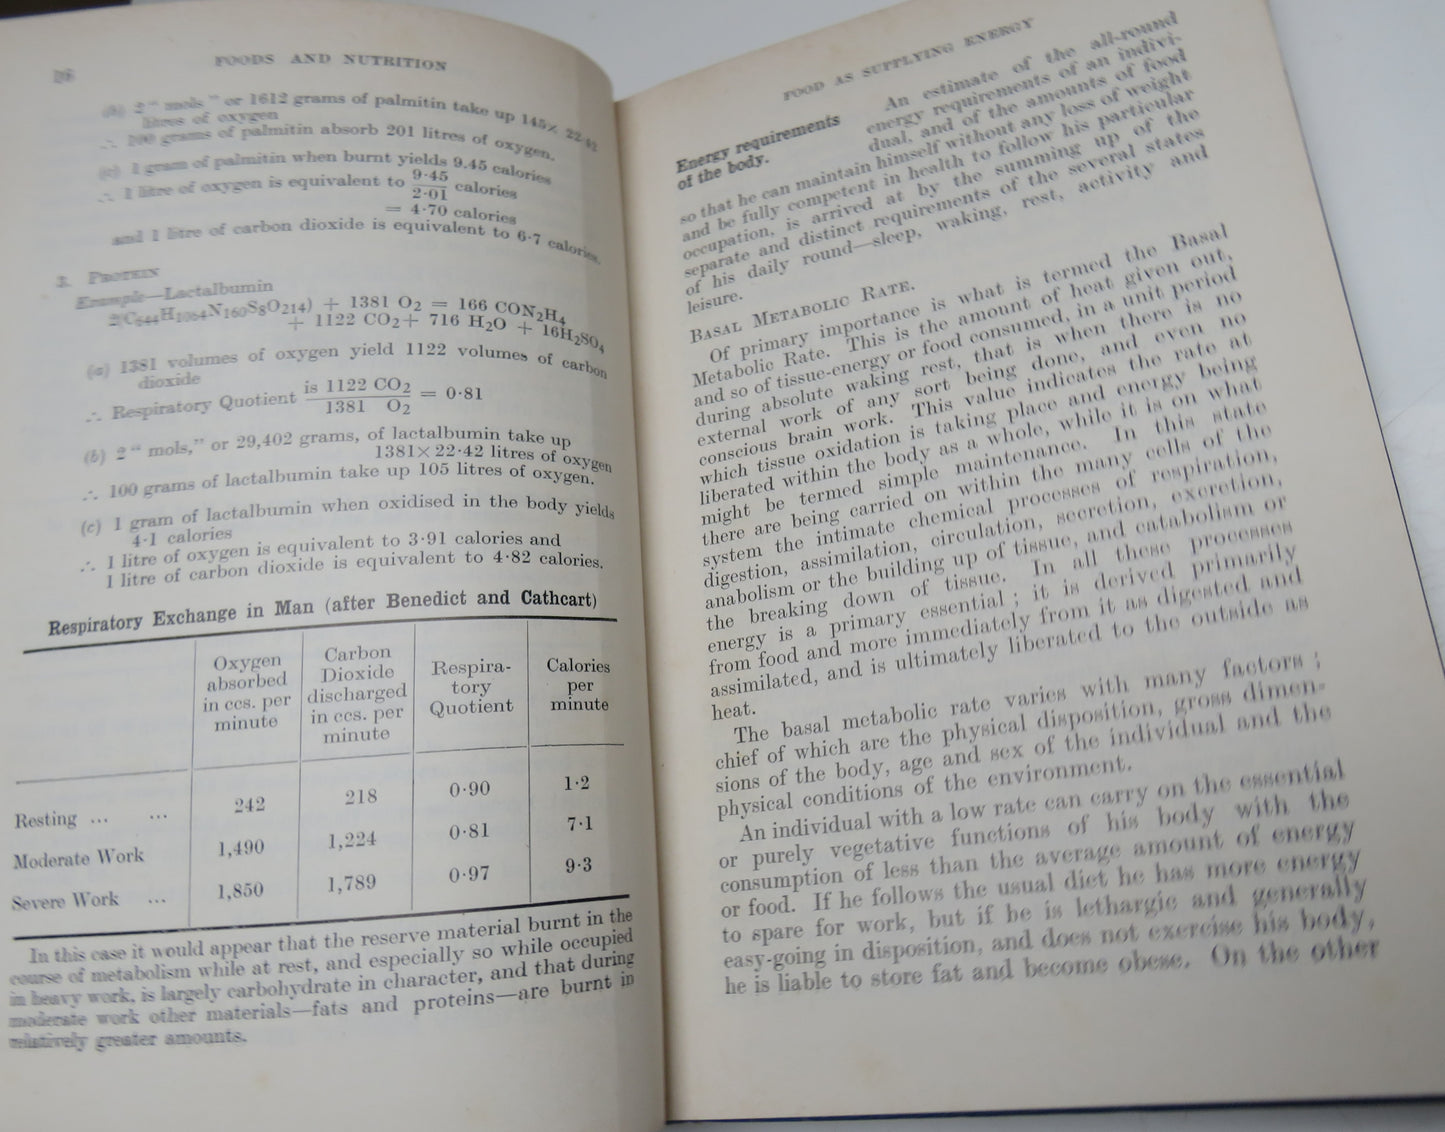 26
FOODS AND NUTRITION
(b) 2 “ mols ” or 1612 grams of palmitin take up 145× 22·42
litres of oxygen
∴ 100 grams of palmitin absorb 201 litres of oxygen.
(c) 1 gram of palmitin when burnt yields 9.45 calories
∴ 1 litre of oxygen is equivalent to 9·45/2·01 calories
= 4·70 calories
and 1 litre of carbon dioxide is equivalent to 6·7 calories.
3. PROTEIN
Example—Lactalbumin
2(C644H1064N160S8O214) + 1381 O2 = 166 CON2H4
+ 1122 CO2+ 716 H2O + 16H2SO4
(a) 1381 volumes of oxygen yield 1122 volumes of carbon
dioxide
∴ Respiratory Quotient is 1122 CO2/1381 O2 = 0·81
(b) 2 “ mols,” or 29,402 grams, of lactalbumin take up
1381×22·42 litres of oxygen
∴ 100 grams of lactalbumin take up 105 litres of oxygen.
(c) 1 gram of lactalbumin when oxidised in the body yields
4·1 calories
∴ 1 litre of oxygen is equivalent to 3·91 calories and
1 litre of carbon dioxide is equivalent to 4·82 calories.
Respiratory Exchange in Man (after Benedict and Cathcart)
Oxygen absorbed in ccs. per minute | Carbon Dioxide discharged in ccs. per minute | Respira-tory Quotient | Calories per minute
Resting ... ... 242 218 0·90 1·2
Moderate Work 1,490 1,224 0·81 7·1
Severe Work ... 1,850 1,789 0·97 9·3
In this case it would appear that the reserve material burnt in the
course of metabolism while at rest, and especially so while occupied
in heavy work, is largely carbohydrate in character, and that during
moderate work other materials—fats and proteins—are burnt in
relatively greater amounts.
FOOD AS SUPPLYING ENERGY
Energy requirements
of the body.
An estimate of the all-round
energy requirements of an indivi-
dual, and of the amounts of food
so that he can maintain himself without any loss of weight
and be fully competent in health to follow his particular
occupation, is arrived at by the summing up of the
separate and distinct requirements of the several states
of his daily round—sleep, waking, rest, activity and
leisure.
BASAL METABOLIC RATE.
Of primary importance is what is termed the Basal
Metabolic Rate. This is the amount of heat given out,
and so of tissue-energy or food consumed, in a unit period
during absolute waking rest, that is when there is no
external work of any sort being done, and even no
conscious brain work. This value indicates the rate at
which tissue oxidation is taking place and energy being
liberated within the body as a whole, while it is on what
might be termed simple maintenance. In this state
there are being carried on within the many cells of the
system the intimate chemical processes of respiration,
digestion, assimilation, circulation, secretion, excretion,
anabolism or the building up of tissue, and catabolism or
the breaking down of tissue. In all these processes
energy is a primary essential ; it is derived primarily
from food and more immediately from it as digested and
assimilated, and is ultimately liberated to the outside as
heat.
The basal metabolic rate varies with many factors ;
chief of which are the physical disposition, gross dimen-
sions of the body, age and sex of the individual and the
physical conditions of the environment.
An individual with a low rate can carry on the essential
or purely vegetative functions of his body with the
consumption of less than the average amount of energy
or food. If he follows the usual diet he has more energy
to spare for work, but if he is lethargic and generally
easy-going in disposition, and does not exercise his body,
he is liable to store fat and become obese. On the other